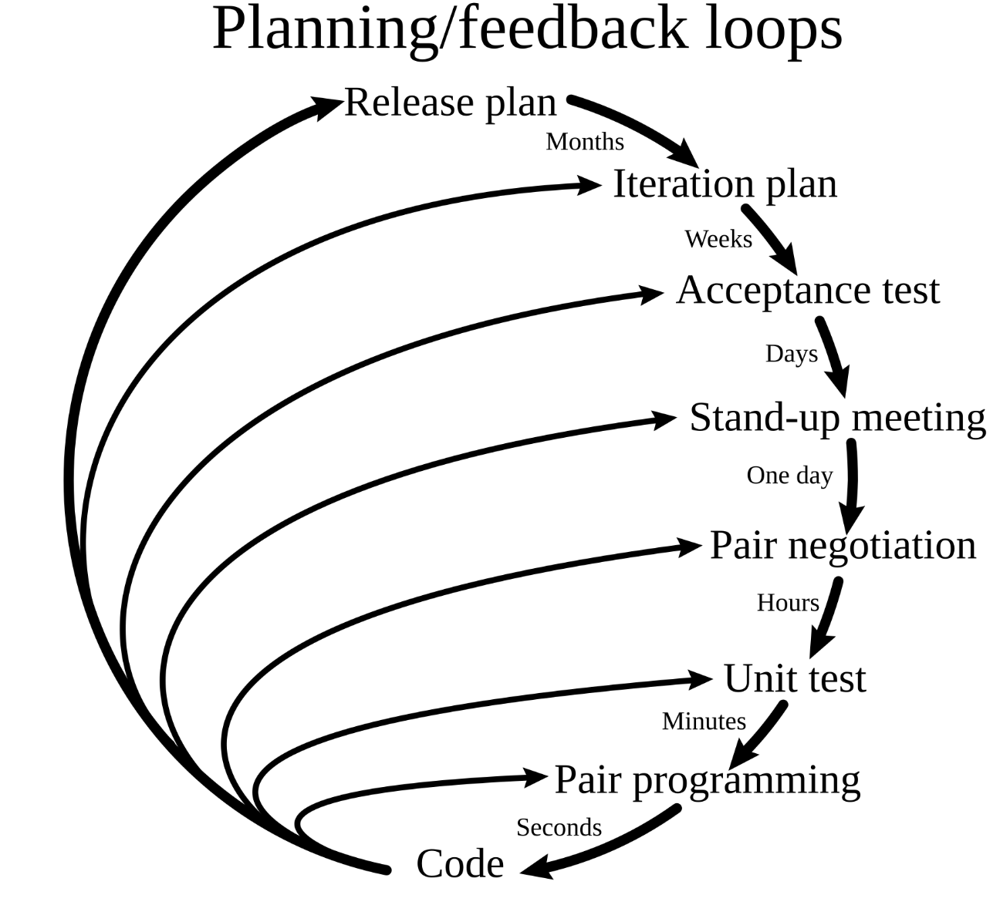 Planning/feedback loops
Release plan
Months
Iteration plan
Weeks
Acceptance test
Days
Stand-up meeting
One day
Pair negotiation
Hours
Unit test
Minutes
Pair programming
Seconds
Code